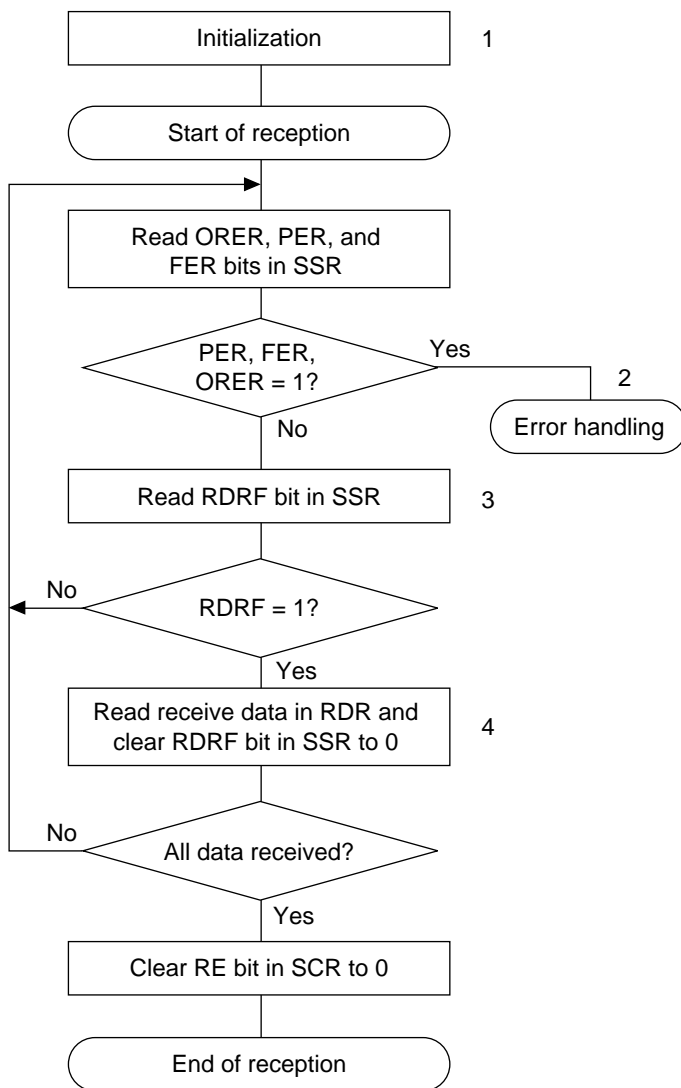 Initialization
1
Start of reception
Read ORER, PER, and
FER bits in SSR
PER, FER,
ORER = 1?
Yes
2
Error handling
No
Read RDRF bit in SSR
3
No
RDRF = 1?
Yes
Read receive data in RDR and
clear RDRF bit in SSR to 0
4
No
All data received?
Yes
Clear RE bit in SCR to 0
End of reception